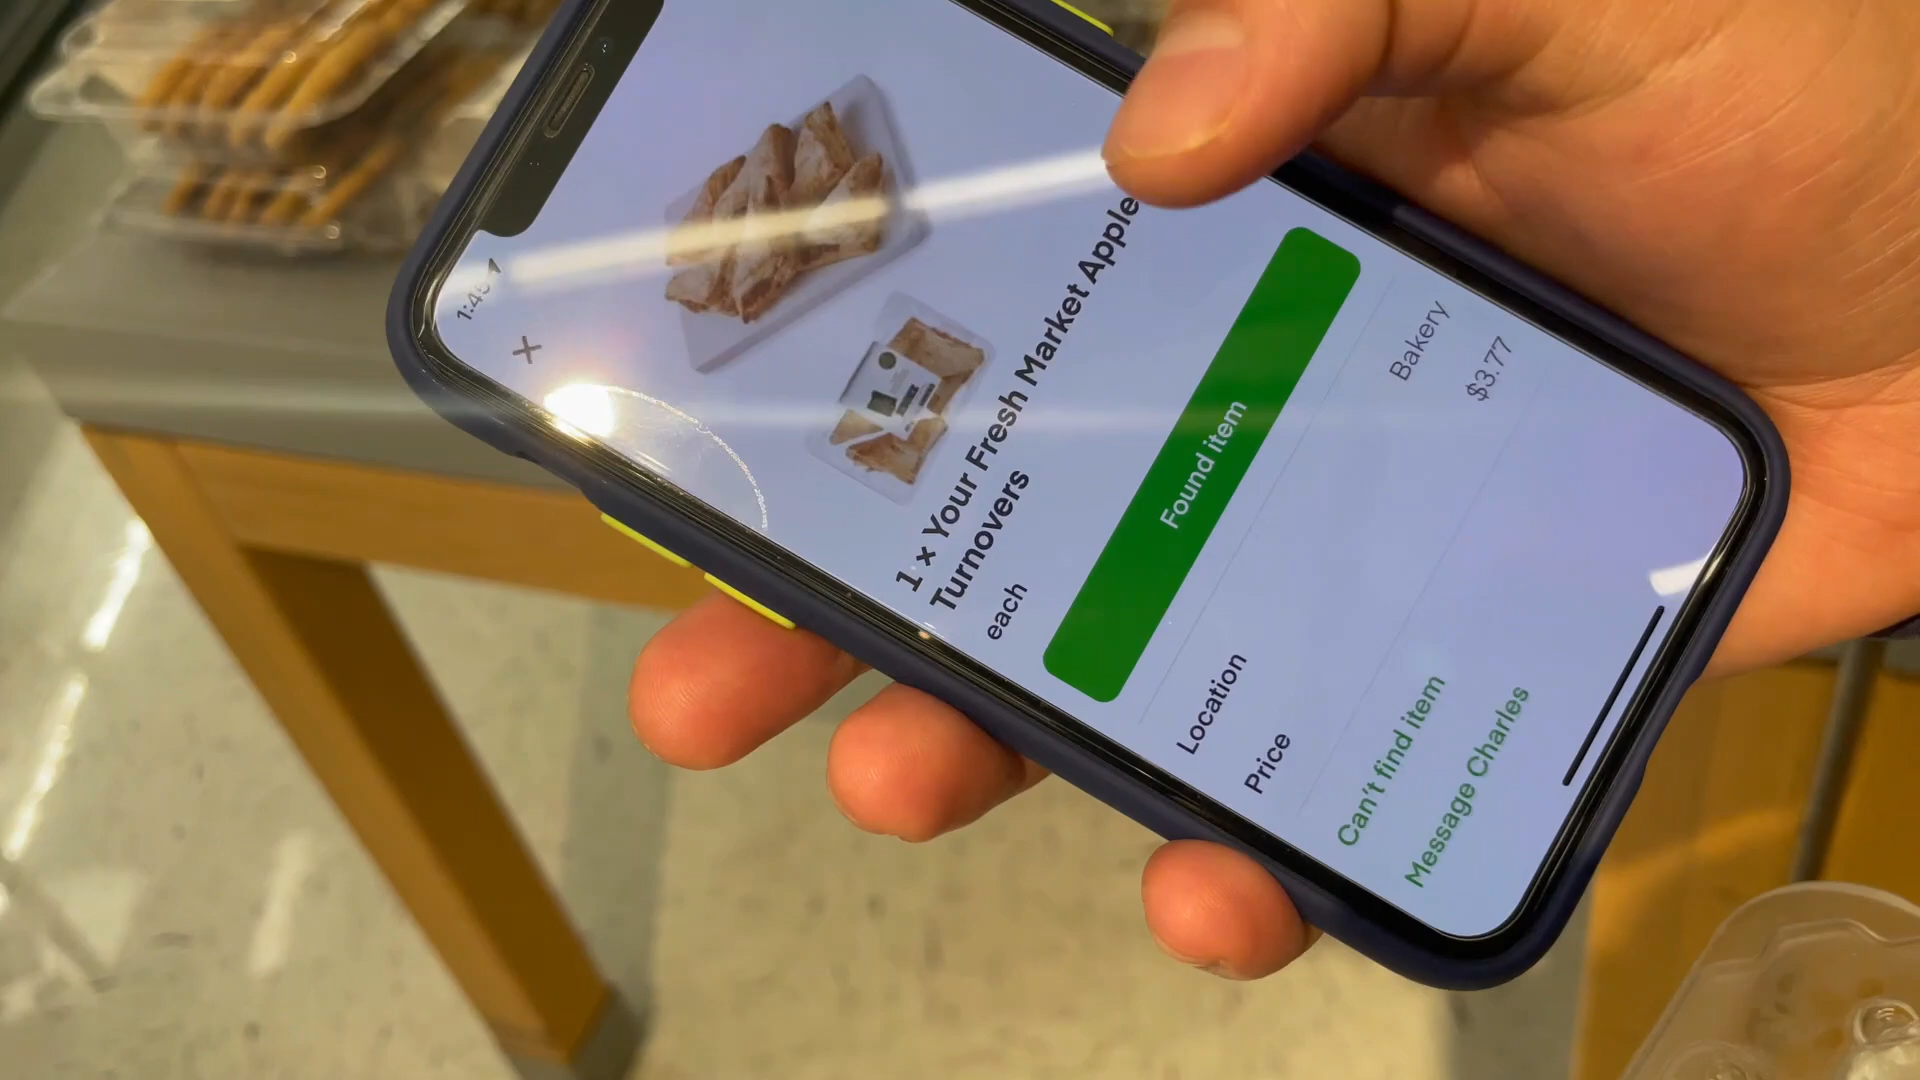 1 × Your Fresh Market Apple
Turnovers
each
Found item
Location Bakery
Price $3.77
Can't find item
Message Charles